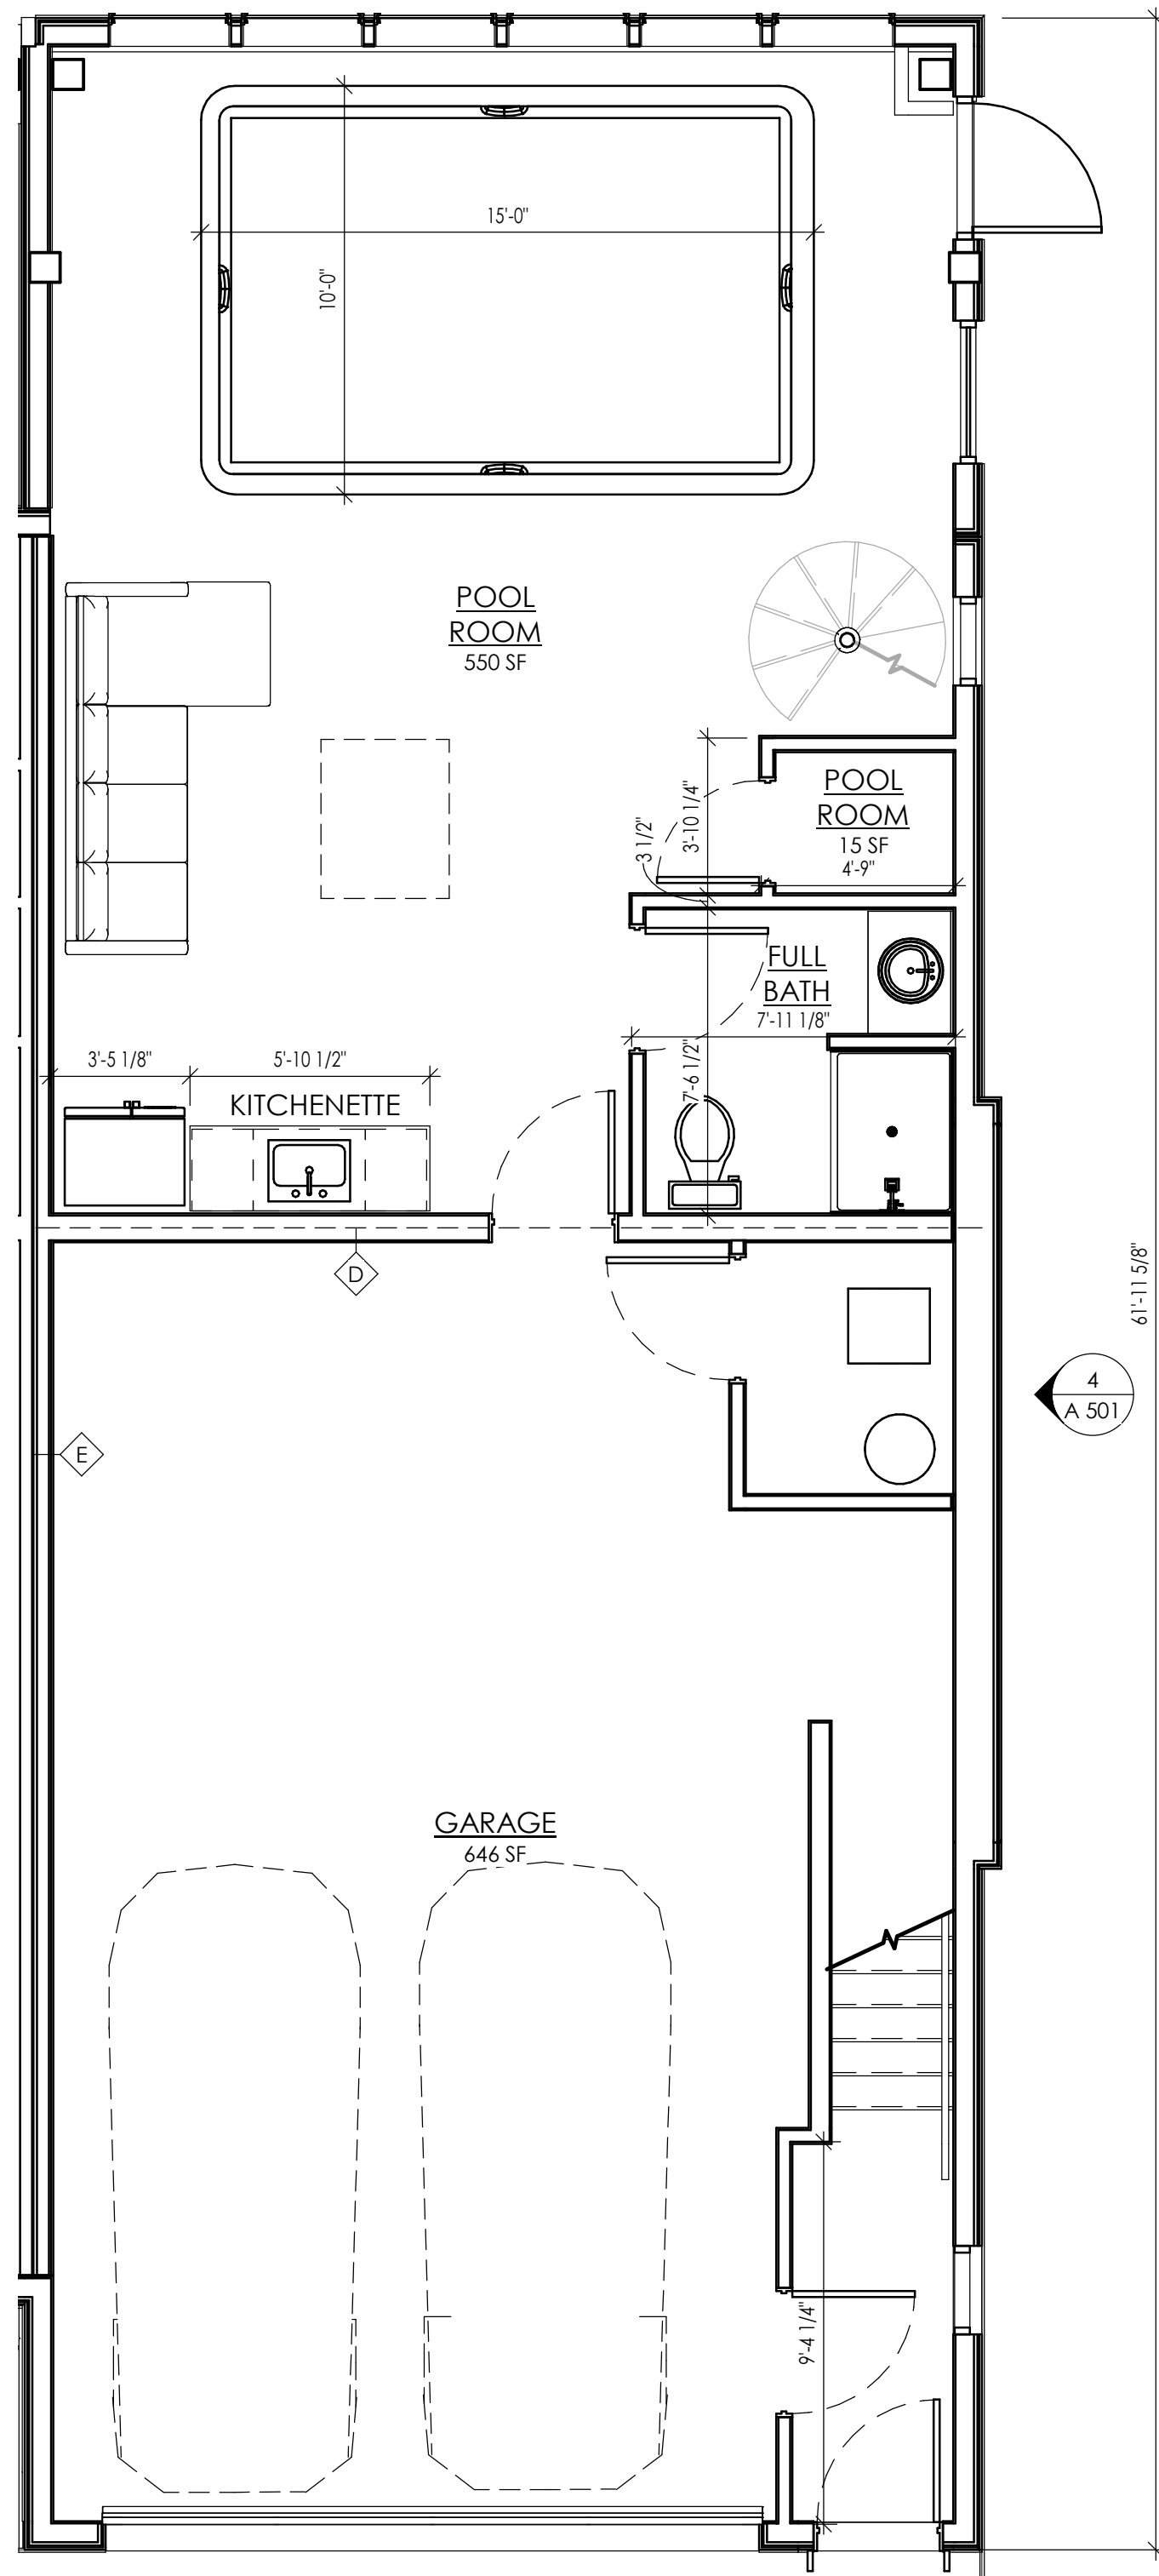 15'-0"
10'-0"
POOL
ROOM
550 SF
POOL
ROOM
15 SF
4'-9"
3'-10 1/4"
3 1/2"
FULL
BATH
7'-11 1/8"
7'-6 1/2"
3'-5 1/8"
5'-10 1/2"
KITCHENETTE
D
61'-11 5/8"
4
A 501
E
GARAGE
646 SF
9'-4 1/4"